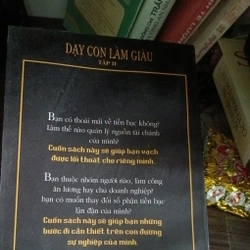 DẠY CON LÀM GIÀU
TẬP II
Bạn có thoải mái về tiền bạc không?
Làm thế nào quản lý nguồn tài chánh
của mình?
Cuốn sách này sẽ giúp bạn vạch
được lối thoát cho riêng mình.
Bạn thuộc nhóm người nào, làm công
ăn lương hay chủ doanh nghiệp?
bạn có muốn thay đổi số phận tiền bạc
lận đận của mình?
Cuốn sách này sẽ giúp bạn những
bước đi cần thiết trên con đường
sự nghiệp của mình.